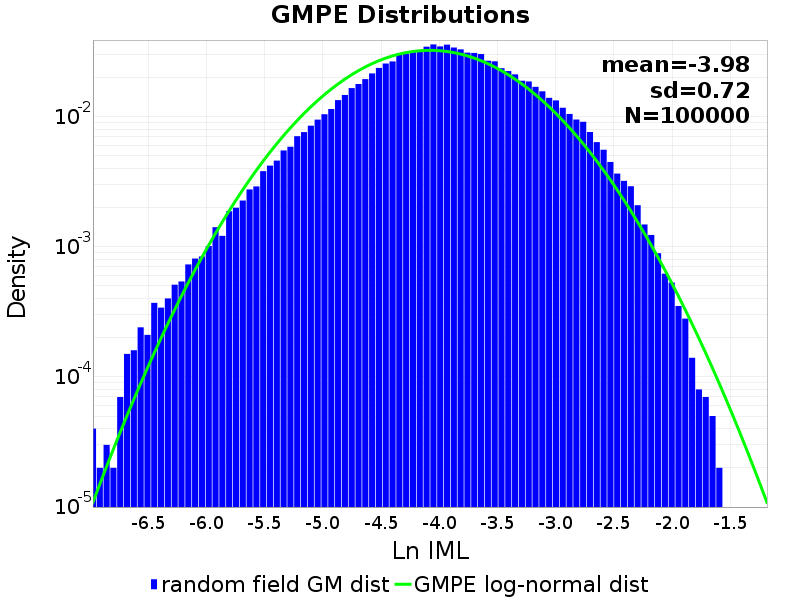 GMPE Distributions
mean=-3.98
sd=0.72
N=100000
10-2
10-3
10-4
10-5
Density
-6.5 -6.0 -5.5 -5.0 -4.5 -4.0 -3.5 -3.0 -2.5 -2.0 -1.5
Ln IML
random field GM dist GMPE log-normal dist